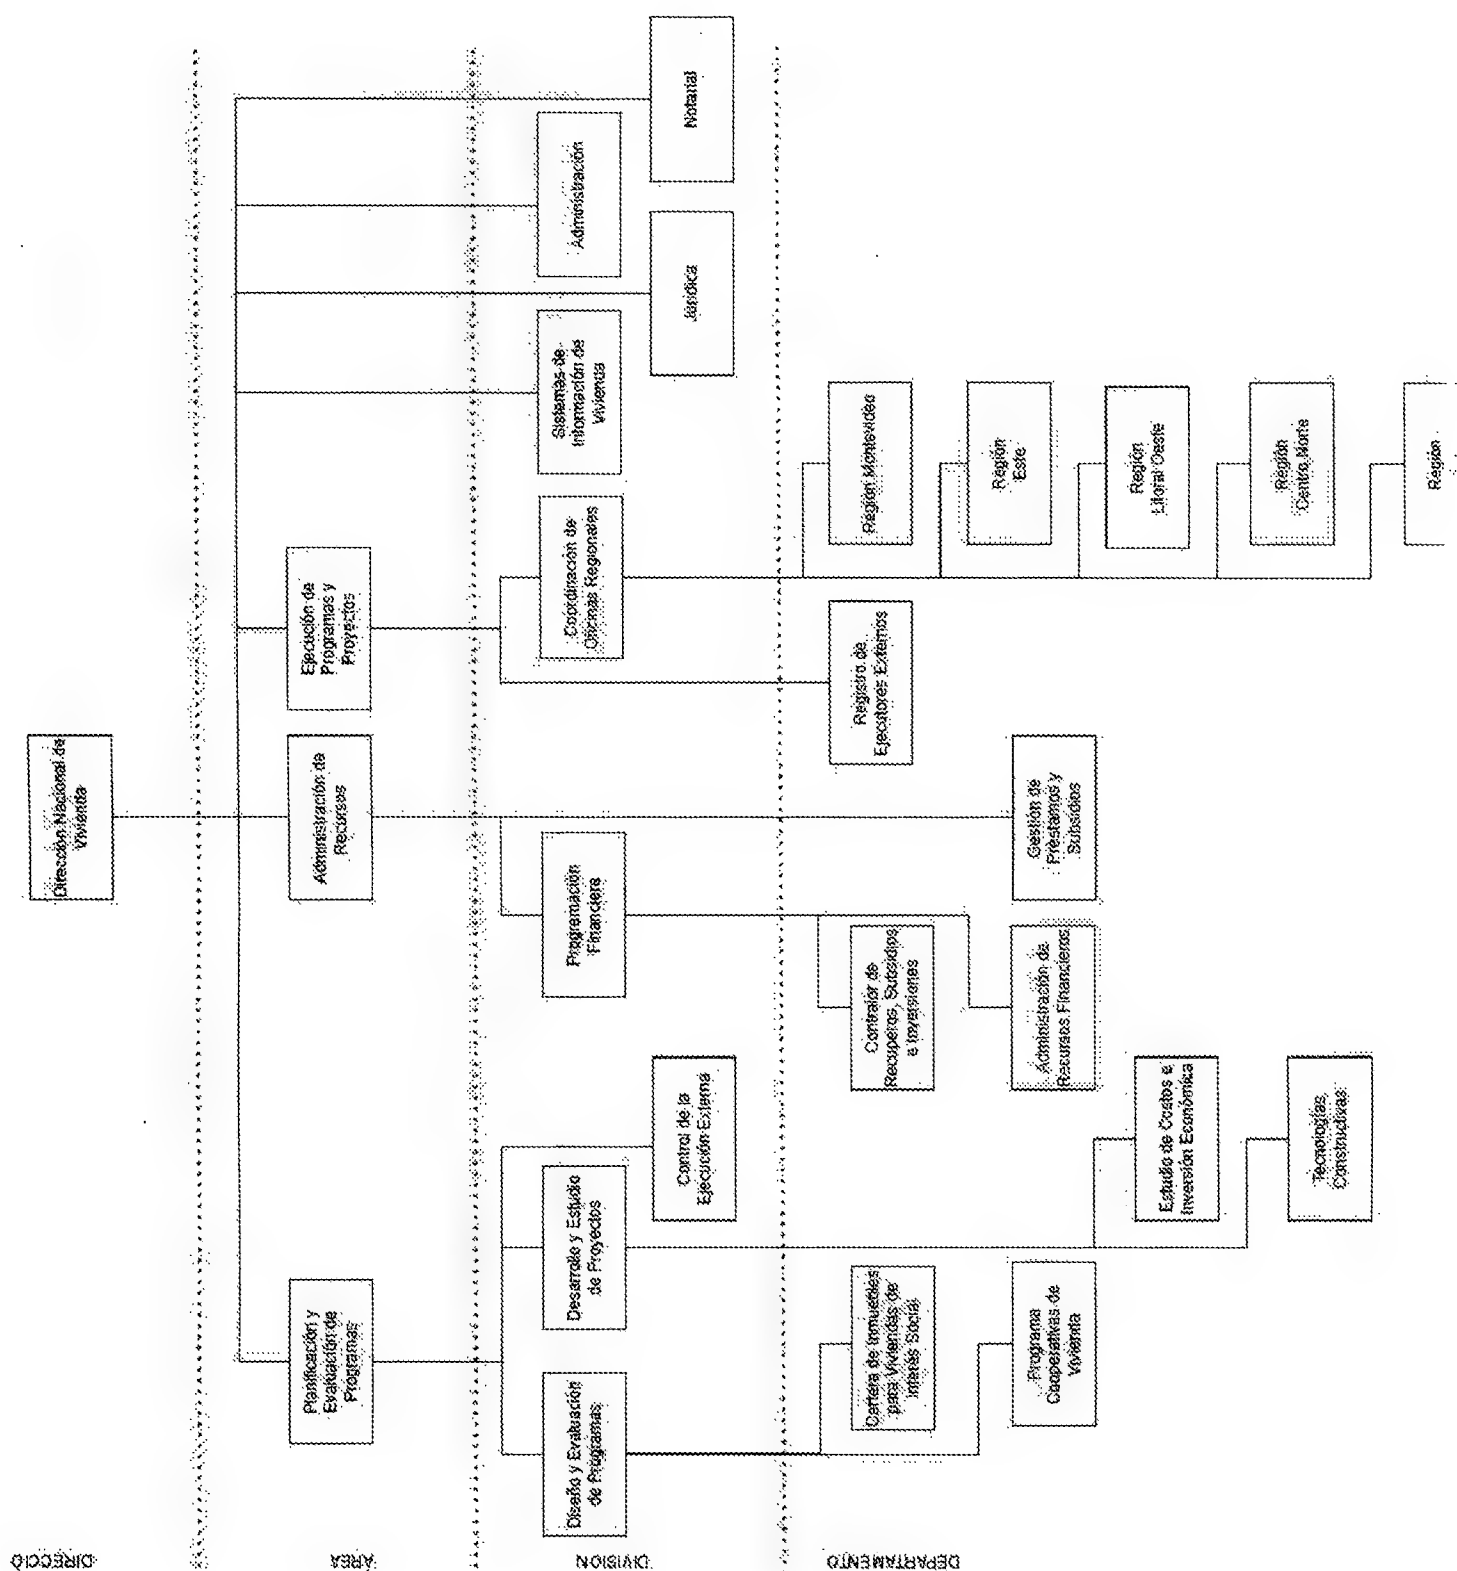 DIRECCIÓ
Dirección Nacional de
Vivienda
ÁREA
Planificación y
Evaluación de
Programas
Administración de
Recursos
Ejecución de
Programas y
Proyectos
DIVISION
Diseño y Evaluación
de Programas
Desarrollo y Estudio
de Proyectos
Control de la
Ejecución Externa
Programación
Financiera
Coordinación de
Oficinas Regionales
Sistemas de
Información de
Vivienda
Jurídica
Administración
Notarial
DEPARTAMENTO
Cartera de Inmuebles
para Viviendas de
Interés Social
Programa
Cooperativas de
Vivienda
Estudio de Costos e
Inversión Económica
Tecnologías
Constructivas
Contralor de
Recuperos, Subsidios
e Inversiones
Administración de
Recursos Financieros
Gestión de
Préstamos y
Subsidios
Registro de
Ejecutores Externos
Región Montevideo
Región
Este
Región
Litoral Oeste
Región
Centro Norte
Región